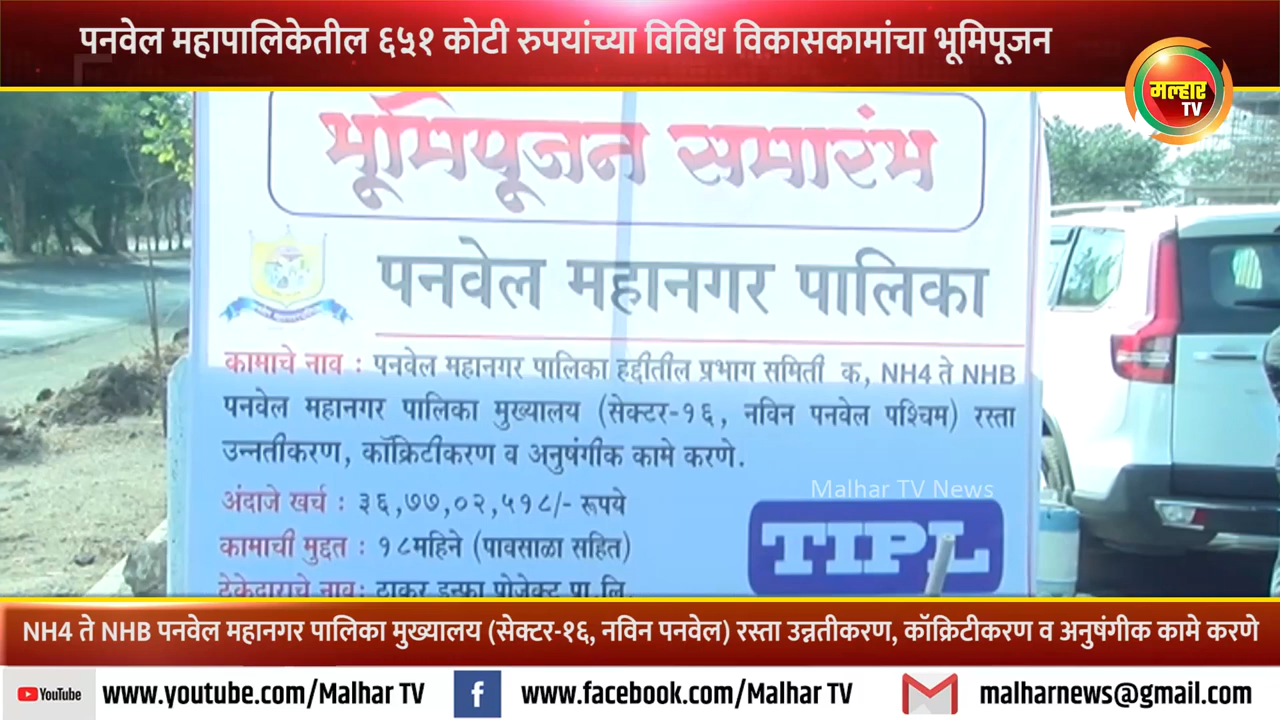 पनवेल महापालिकेतील ६५१ कोटी रुपयांच्या विविध विकासकामांचा भूमिपूजन
मल्हार
TV
भूमिपूजन समारंभ
पनवेल महानगर पालिका
कामाचे नाव : पनवेल महानगर पालिका हद्दीतील प्रभाग समिती क, NH4 ते NHB
पनवेल महानगर पालिका मुख्यालय (सेक्टर-१६, नविन पनवेल पश्चिम) रस्ता
उन्नतीकरण, काँक्रिटीकरण व अनुषंगीक कामे करणे.
Malhar TV News
अंदाजे खर्च : ३६,७७,०२,५१८/- रूपये
TIPL
कामाची मुद्दत : १८महिने (पावसाळा सहित)
ठेकेदाराचे नाव: ठाकूर इन्फ्रा प्रोजेक्ट प्रा.लि.
NH4 ते NHB पनवेल महानगर पालिका मुख्यालय (सेक्टर-१६, नविन पनवेल) रस्ता उन्नतीकरण, कॉक्रिटीकरण व अनुषंगीक कामे करणे
YouTube www.youtube.com/Malhar TV f www.facebook.com/Malhar TV malharnews@gmail.com